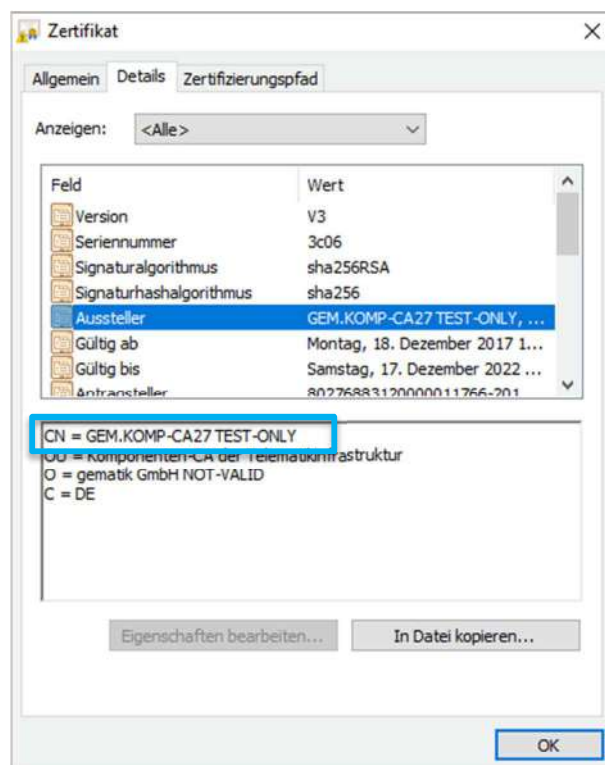 Zertifikat
Allgemein Details Zertifizierungspfad
Anzeigen: <Alle>
Feld Wert
Version V3
Seriennummer 3c06
Signaturalgorithmus sha256RSA
Signaturhashalgorithmus sha256
Aussteller GEM.KOMP-CA27 TEST-ONLY, ...
Gültig ab Montag, 18. Dezember 2017 1...
Gültig bis Samstag, 17. Dezember 2022 ...
Antragsteller 80276883120000011766-201
CN = GEM.KOMP-CA27 TEST-ONLY
OU = Komponenten-CA der Telematikinfrastruktur
O = gematik GmbH NOT-VALID
C = DE
Eigenschaften bearbeiten... In Datei kopieren...
OK